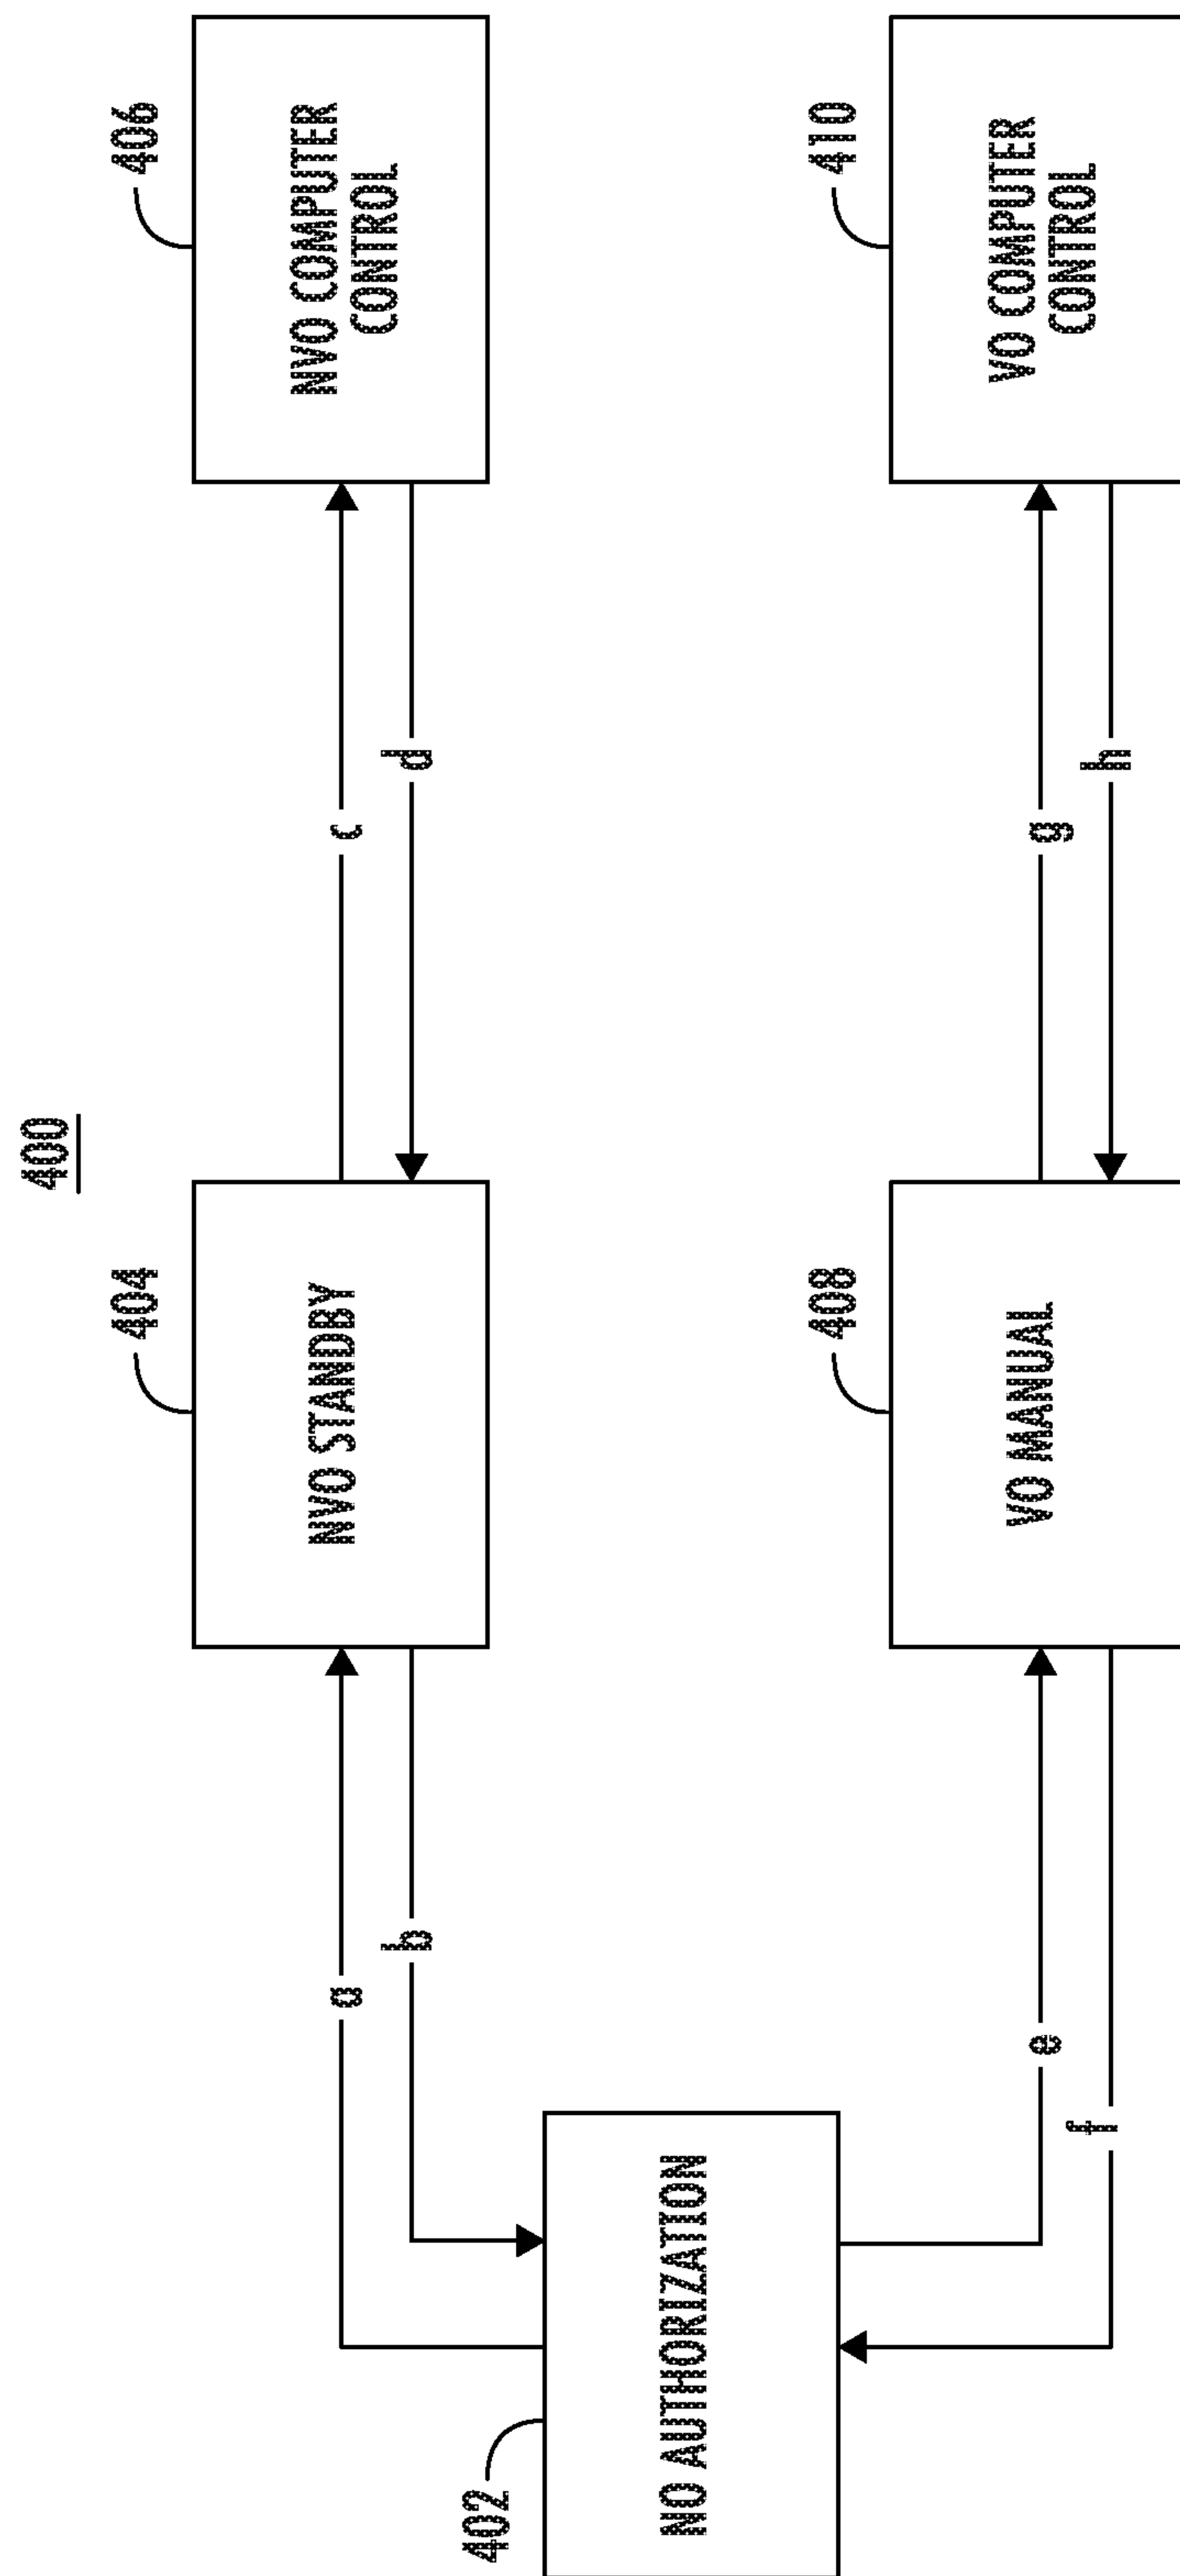 400
402
NO AUTHORIZATION
a
b
404
NVO STANDBY
c
d
406
NVO COMPUTER
CONTROL
e
f
408
VO MANUAL
g
h
410
VO COMPUTER
CONTROL